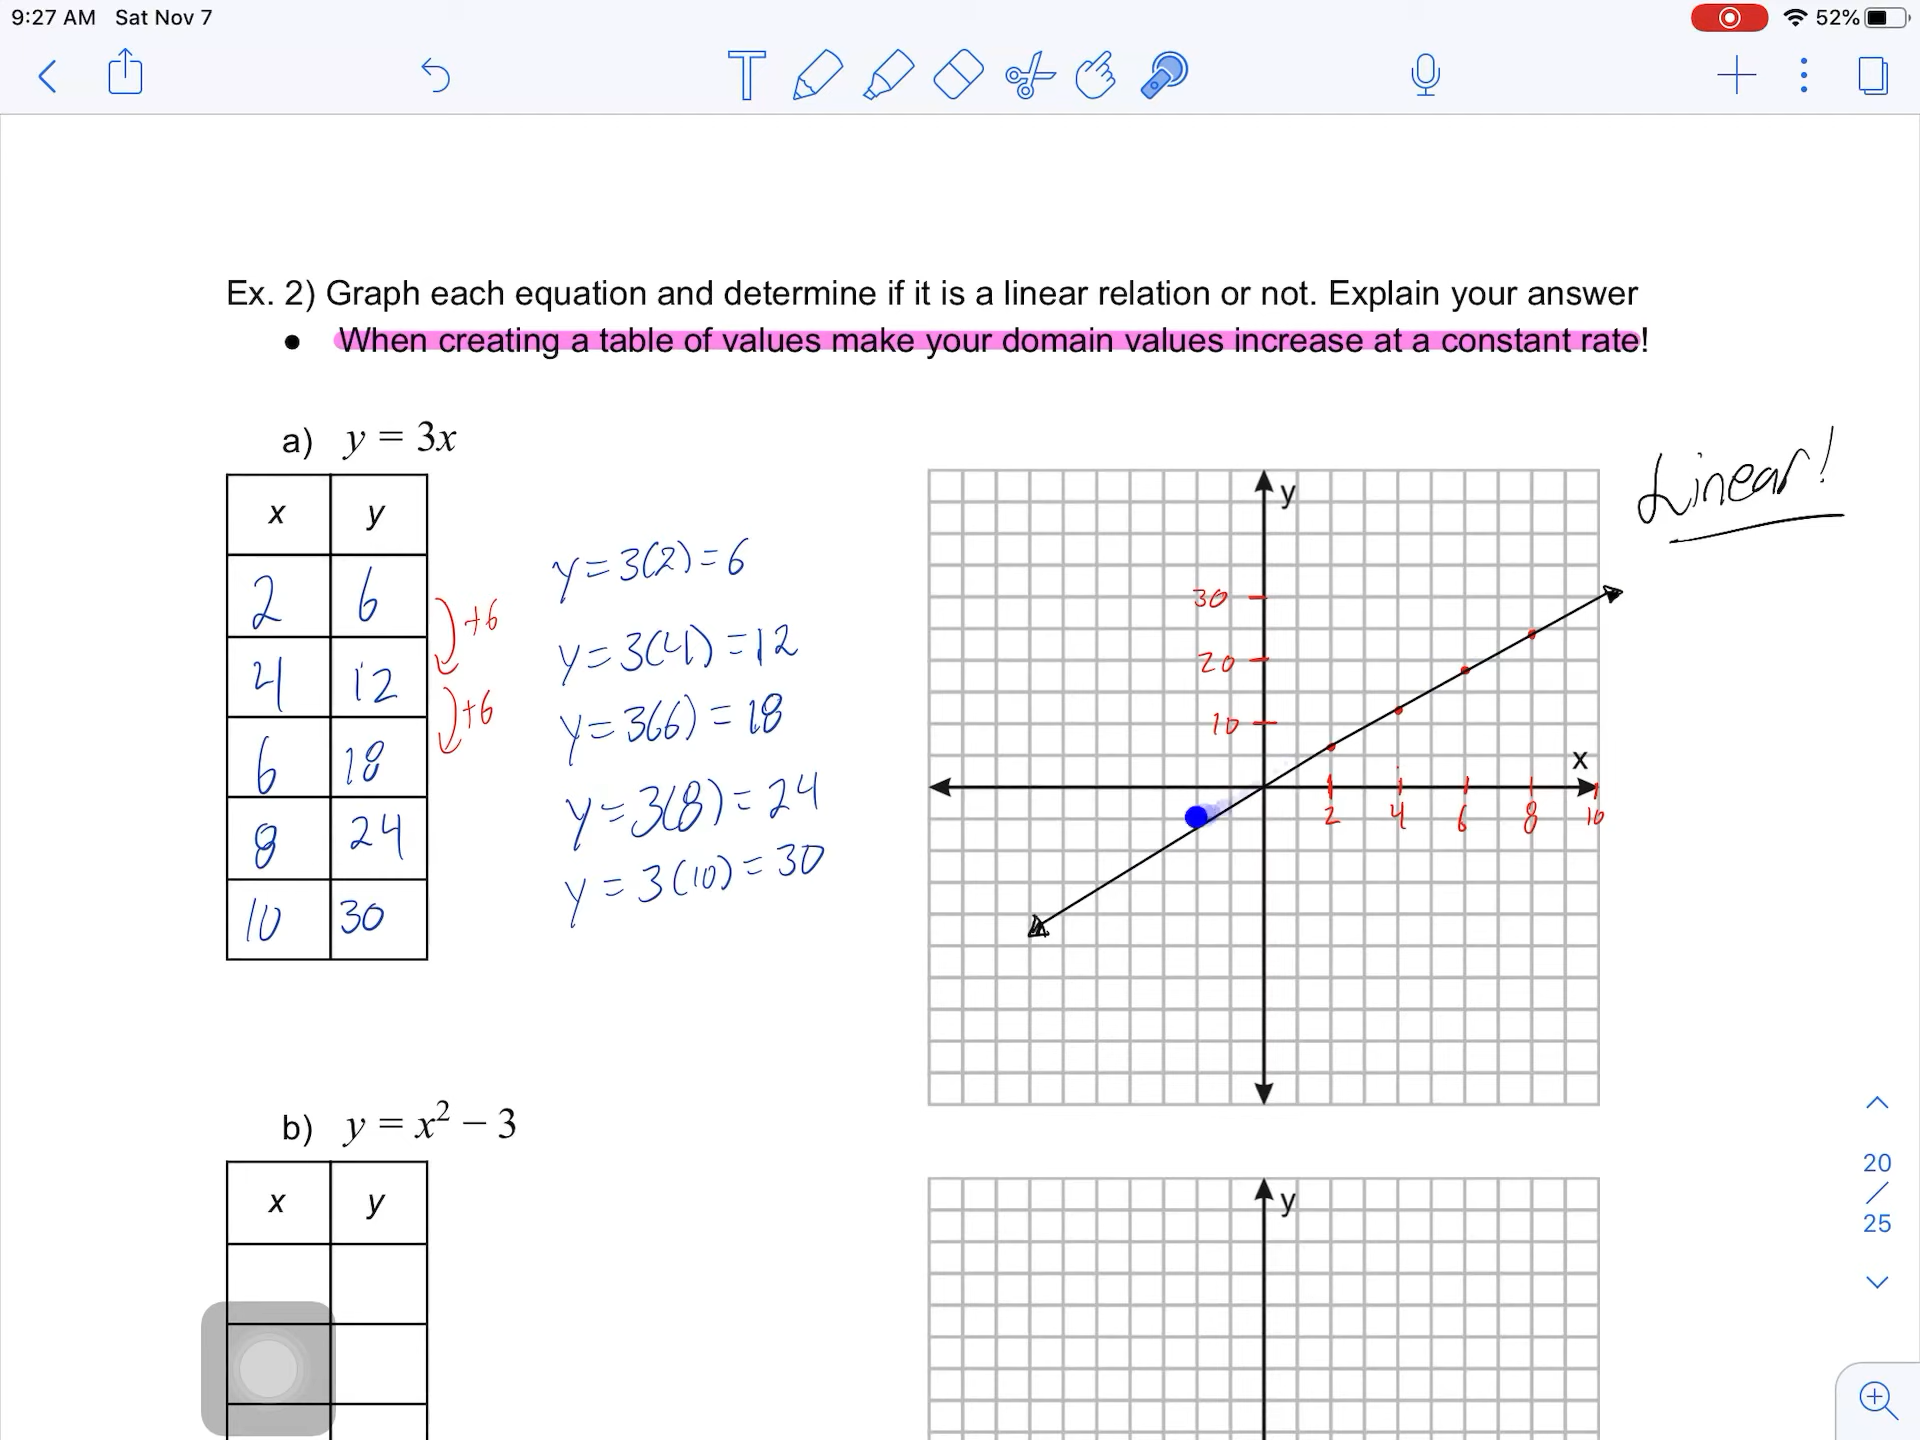 9:27 AM Sat Nov 7
52%
T
Ex. 2) Graph each equation and determine if it is a linear relation or not. Explain your answer
● When creating a table of values make your domain values increase at a constant rate!
a) y = 3x
x y
2 6
4 12
6 18
8 24
10 30
+6
+6
y = 3(2) = 6
y = 3(4) = 12
y = 3(6) = 18
y = 3(8) = 24
y = 3(10) = 30
y
30
20
10
x
2 4 6 8 10
Linear!
b) y = x² − 3
x y
y
20
/
25